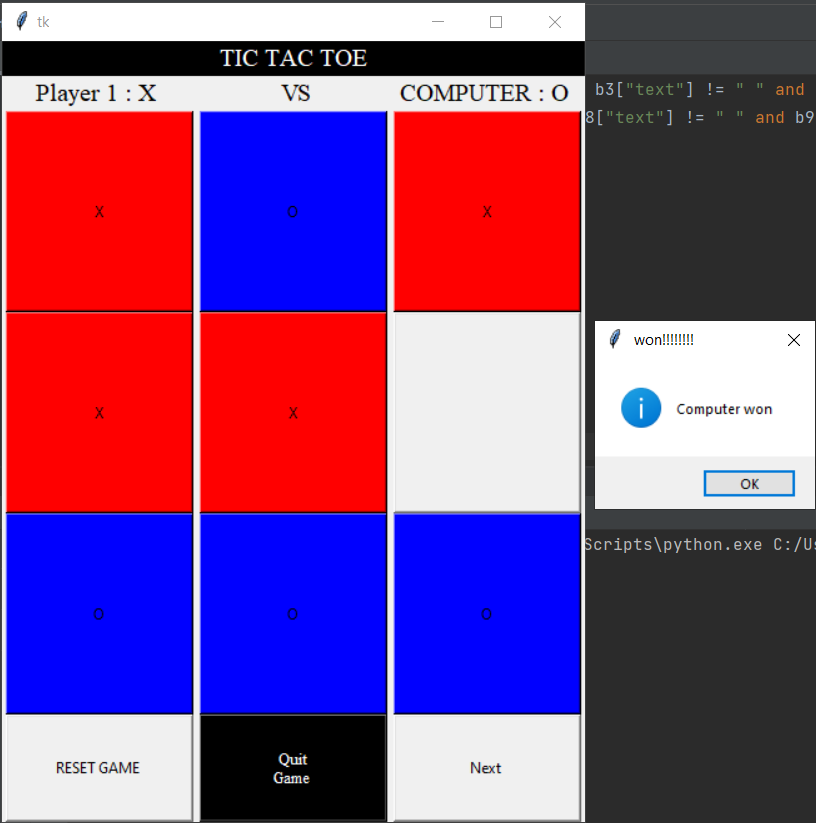 tk
TIC TAC TOE
Player 1 : X VS COMPUTER : O
b3["text"] != " " and
8["text"] != " " and b9
X O X
X X
O O O
won!!!!!!!!
Computer won
OK
Scripts\python.exe C:/Us
RESET GAME
Quit
Game
Next